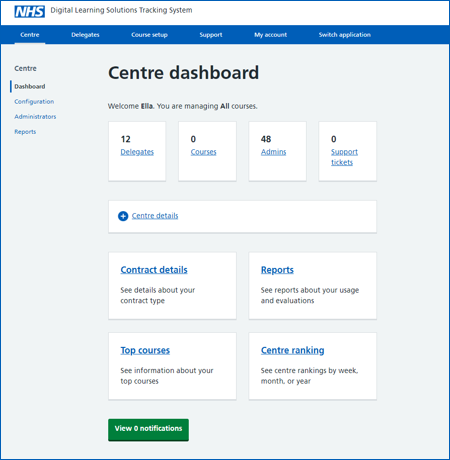 NHS Digital Learning Solutions Tracking System
Centre Delegates Course setup Support My account Switch application
Centre
Dashboard
Configuration
Administrators
Reports
Centre dashboard
Welcome Ella. You are managing All courses.
12
Delegates
0
Courses
48
Admins
0
Support
tickets
Centre details
Contract details
See details about your
contract type
Reports
See reports about your usage
and evaluations
Top courses
See information about your
top courses
Centre ranking
See centre rankings by week,
month, or year
View 0 notifications